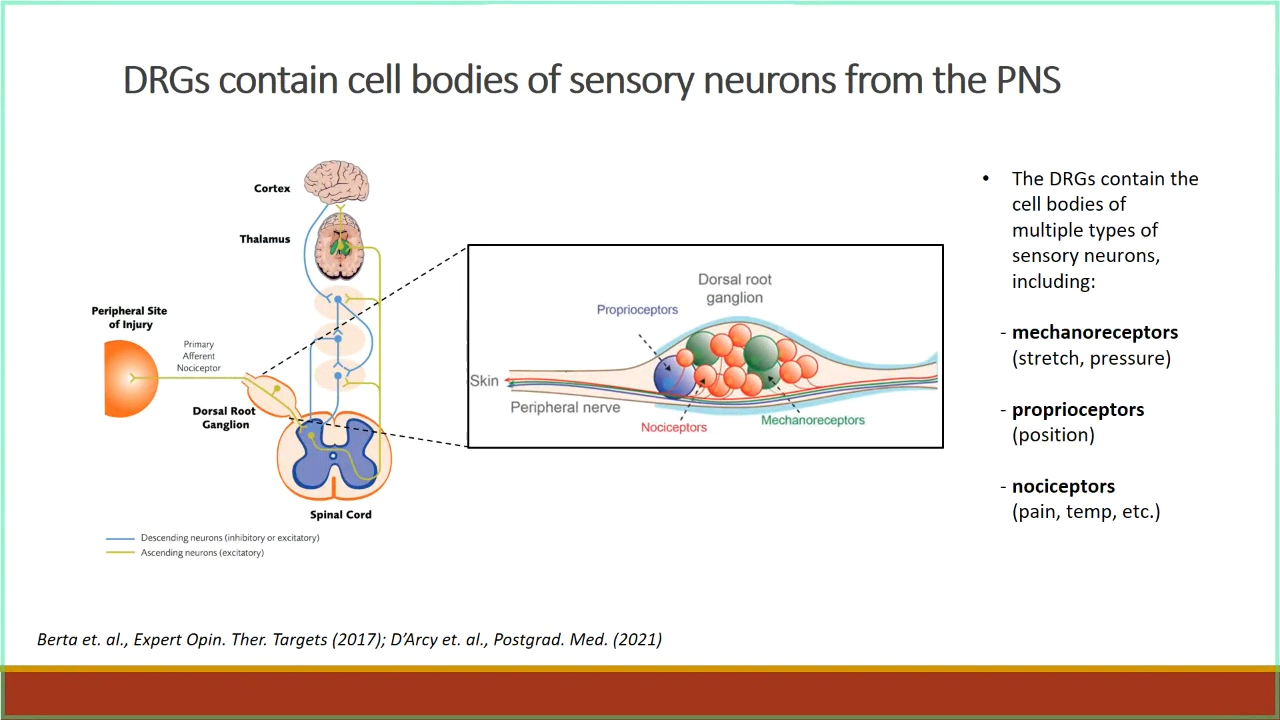 DRGs contain cell bodies of sensory neurons from the PNS
Cortex
Thalamus
Peripheral Site
of Injury
Primary
Afferent
Nociceptor
Dorsal Root
Ganglion
Spinal Cord
Descending neurons (inhibitory or excitatory)
Ascending neurons (excitatory)
Dorsal root
ganglion
Proprioceptors
Skin
Peripheral nerve
Nociceptors
Mechanoreceptors
• The DRGs contain the
cell bodies of
multiple types of
sensory neurons,
including:
- mechanoreceptors
(stretch, pressure)
- proprioceptors
(position)
- nociceptors
(pain, temp, etc.)
Berta et. al., Expert Opin. Ther. Targets (2017); D’Arcy et. al., Postgrad. Med. (2021)